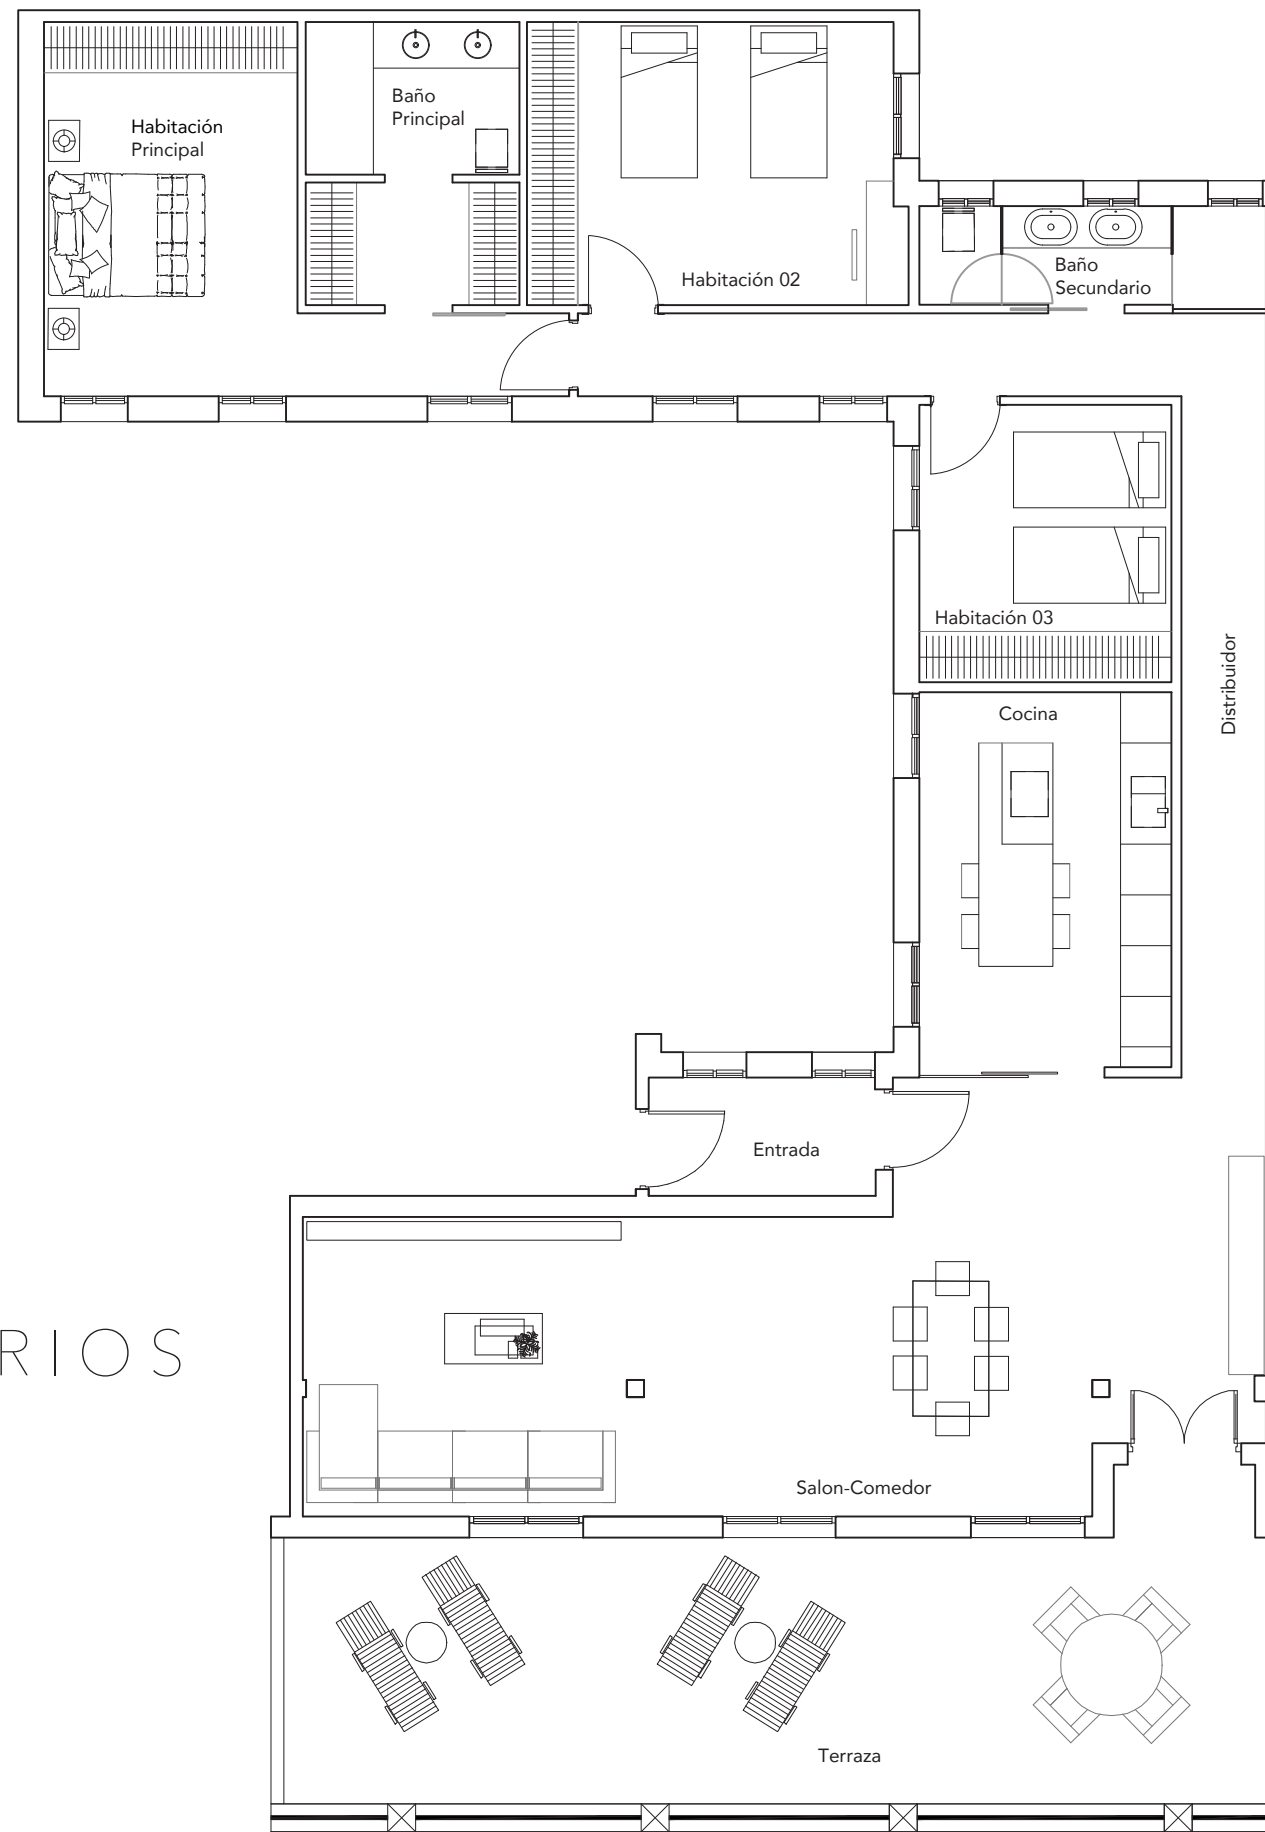 Baño
Principal
Habitación
Principal
Habitación 02
Baño
Secundario
Habitación 03
Distribuidor
Cocina
Entrada
RIOS
Salon-Comedor
Terraza